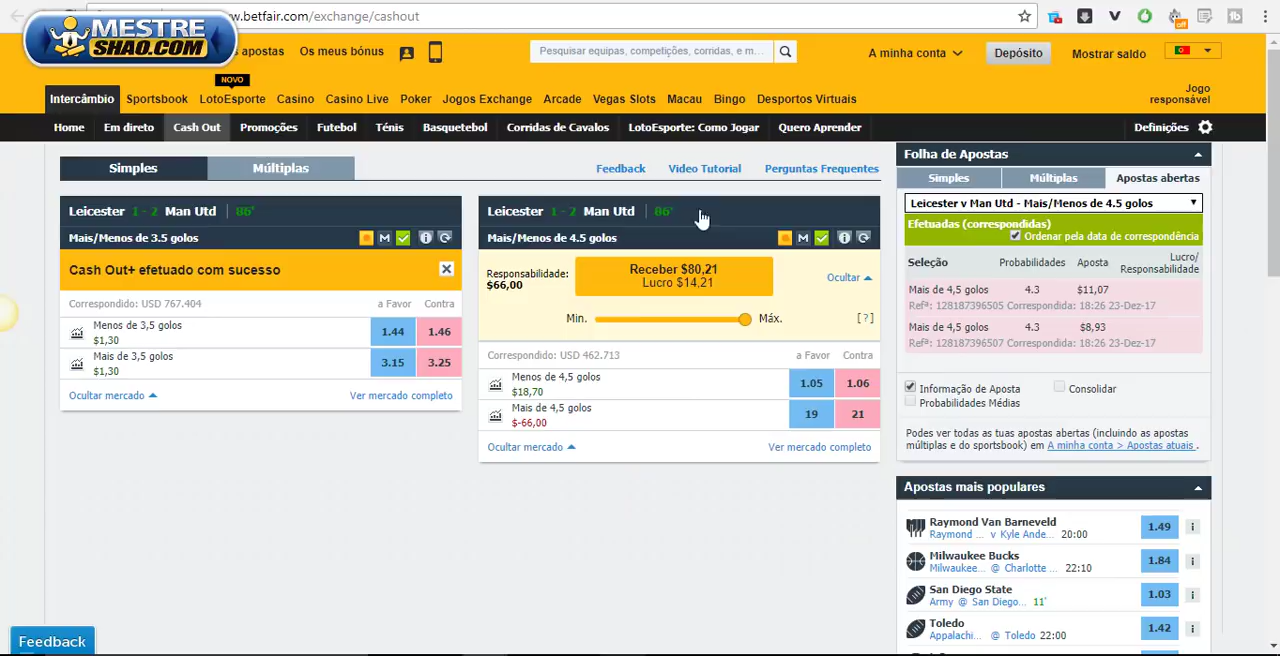 MESTRE
SHAO.COM
w.betfair.com/exchange/cashout
apostas
Os meus bónus
Pesquisar equipas, competições, corridas, e m...
A minha conta
Depósito
Mostrar saldo
NOVO
Intercâmbio Sportsbook LotoEsporte Casino Casino Live Poker Jogos Exchange Arcade Vegas Slots Macau Bingo Desportos Virtuais
Jogo
responsável
Home Em direto Cash Out Promoções Futebol Ténis Basquetebol Corridas de Cavalos LotoEsporte: Como Jogar Quero Aprender Definições
Simples Múltiplas
Feedback Video Tutorial Perguntas Frequentes
Leicester 1 - 2 Man Utd 86'
Mais/Menos de 3.5 golos M
Cash Out+ efetuado com sucesso
Correspondido: USD 767.404 a Favor Contra
Menos de 3,5 golos
$1,30
1.44 1.46
Mais de 3,5 golos
$1,30
3.15 3.25
Ocultar mercado Ver mercado completo
Leicester 1 - 2 Man Utd 86'
Mais/Menos de 4.5 golos M
Responsabilidade:
$66,00
Receber $80,21
Lucro $14,21
Ocultar
Min. Máx. [?]
Correspondido: USD 462.713 a Favor Contra
Menos de 4,5 golos
$18,70
1.05 1.06
Mais de 4,5 golos
$-66,00
19 21
Ocultar mercado Ver mercado completo
Folha de Apostas
Simples Múltiplas Apostas abertas
Leicester v Man Utd - Mais/Menos de 4.5 golos
Efetuadas (correspondidas)
Ordenar pela data de correspondência
Seleção Probabilidades Aposta Lucro/
Responsabilidade
Mais de 4,5 golos 4.3 $11,07
Refª: 128187396505 Correspondida: 18:26 23-Dez-17
Mais de 4,5 golos 4.3 $8,93
Refª: 128187396507 Correspondida: 18:26 23-Dez-17
Informação de Aposta Consolidar
Probabilidades Médias
Podes ver todas as tuas apostas abertas (incluindo as apostas
múltiplas e do sportsbook) em A minha conta > Apostas atuais .
Apostas mais populares
Raymond Van Barneveld
Raymond ... v Kyle Ande... 20:00
1.49
Milwaukee Bucks
Milwaukee... @ Charlotte ... 22:10
1.84
San Diego State
Army @ San Diego... 11'
1.03
Toledo
Appalachi... @ Toledo 22:00
1.42
Feedback